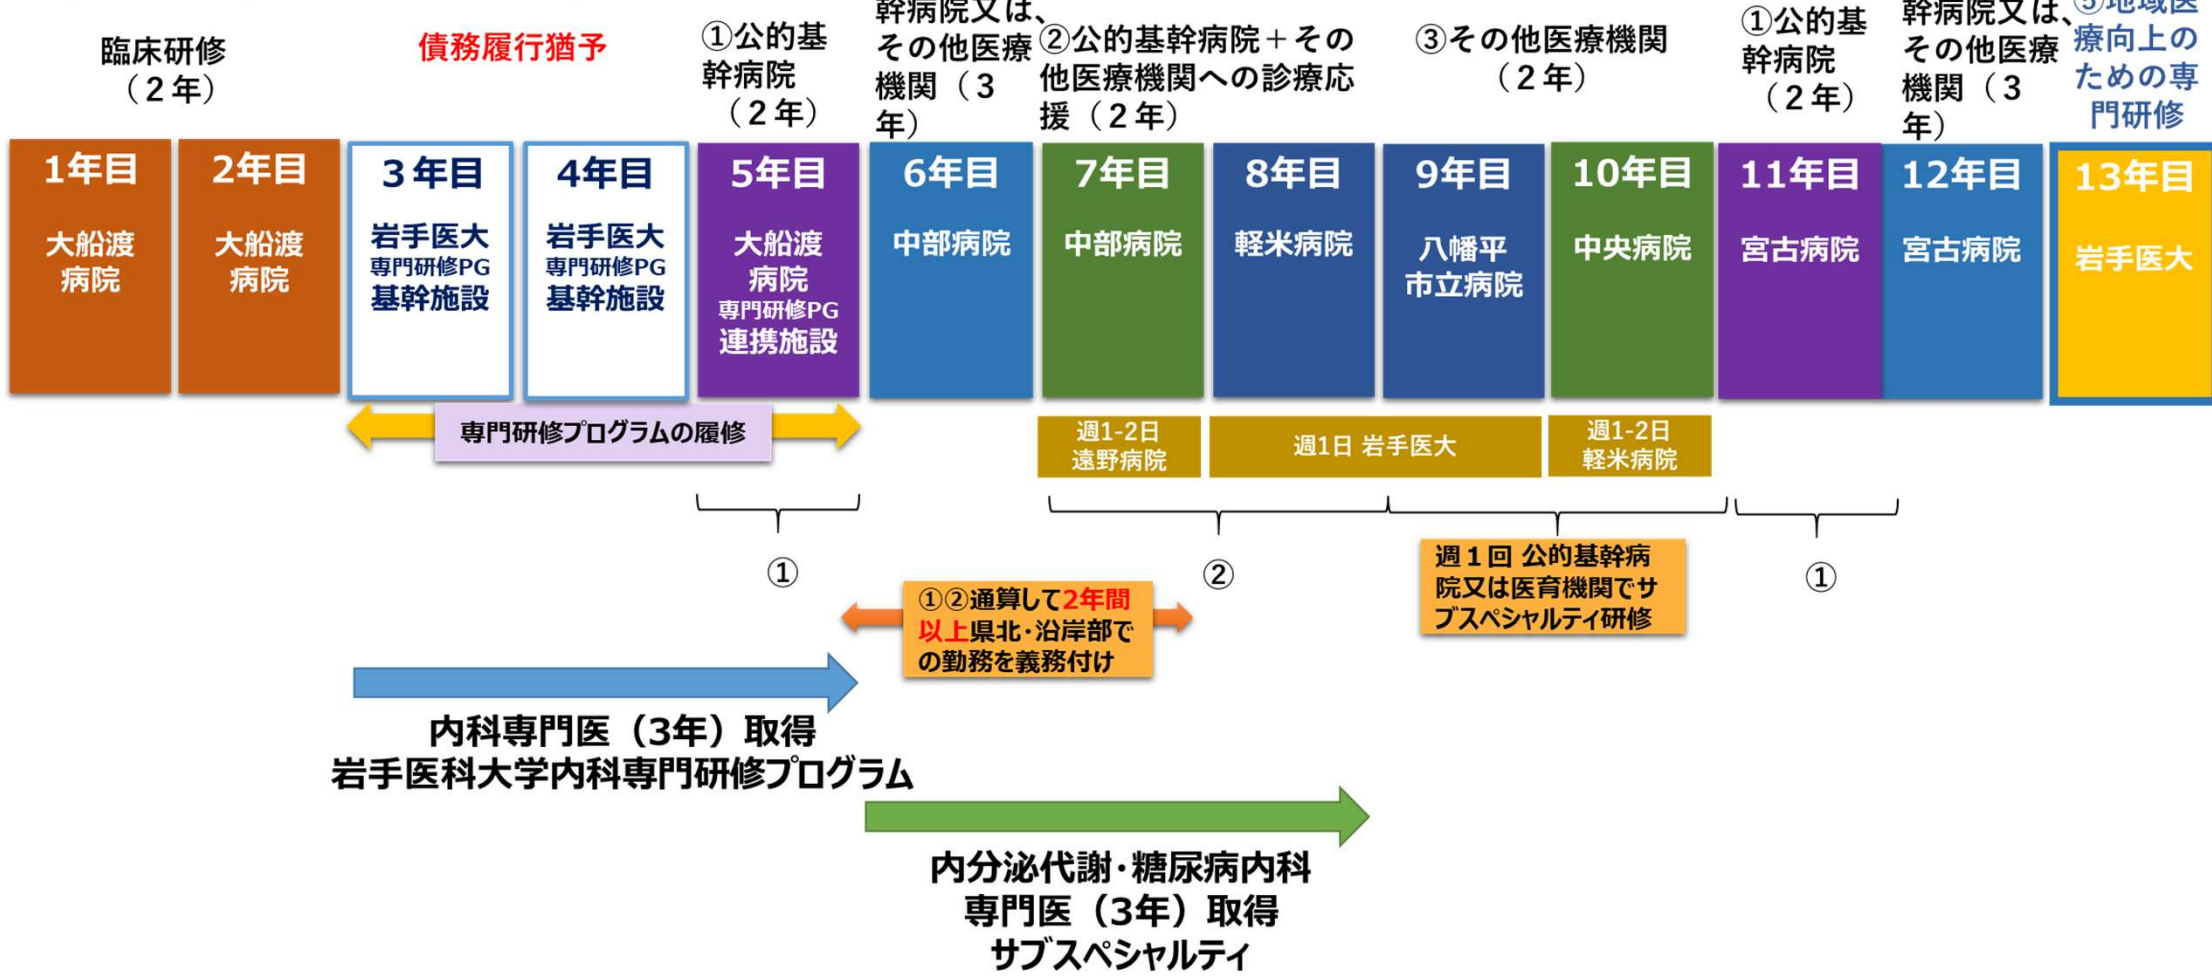 臨床研修
（２年）
債務履行猶予
①公的基
幹病院
（２年）
幹病院又は、
その他医療
機関（３
年）
②公的基幹病院＋その
他医療機関への診療応
援（２年）
③その他医療機関
（２年）
①公的基
幹病院
（２年）
幹病院又は、
その他医療
機関（３
年）
⑤地域医
療向上の
ための専
門研修
1年目
大船渡
病院
2年目
大船渡
病院
３年目
岩手医大
専門研修PG
基幹施設
4年目
岩手医大
専門研修PG
基幹施設
5年目
大船渡
病院
専門研修PG
連携施設
6年目
中部病院
7年目
中部病院
8年目
軽米病院
9年目
八幡平
市立病院
10年目
中央病院
11年目
宮古病院
12年目
宮古病院
13年目
岩手医大
専門研修プログラムの履修
週1-2日
遠野病院
週1日 岩手医大
週1-2日
軽米病院
①
②
①
①②通算して2年間
以上県北・沿岸部で
の勤務を義務付け
週１回 公的基幹病
院又は医育機関でサ
ブスペシャルティ研修
内科専門医（3年）取得
岩手医科大学内科専門研修プログラム
内分泌代謝・糖尿病内科
専門医（3年）取得
サブスペシャルティ